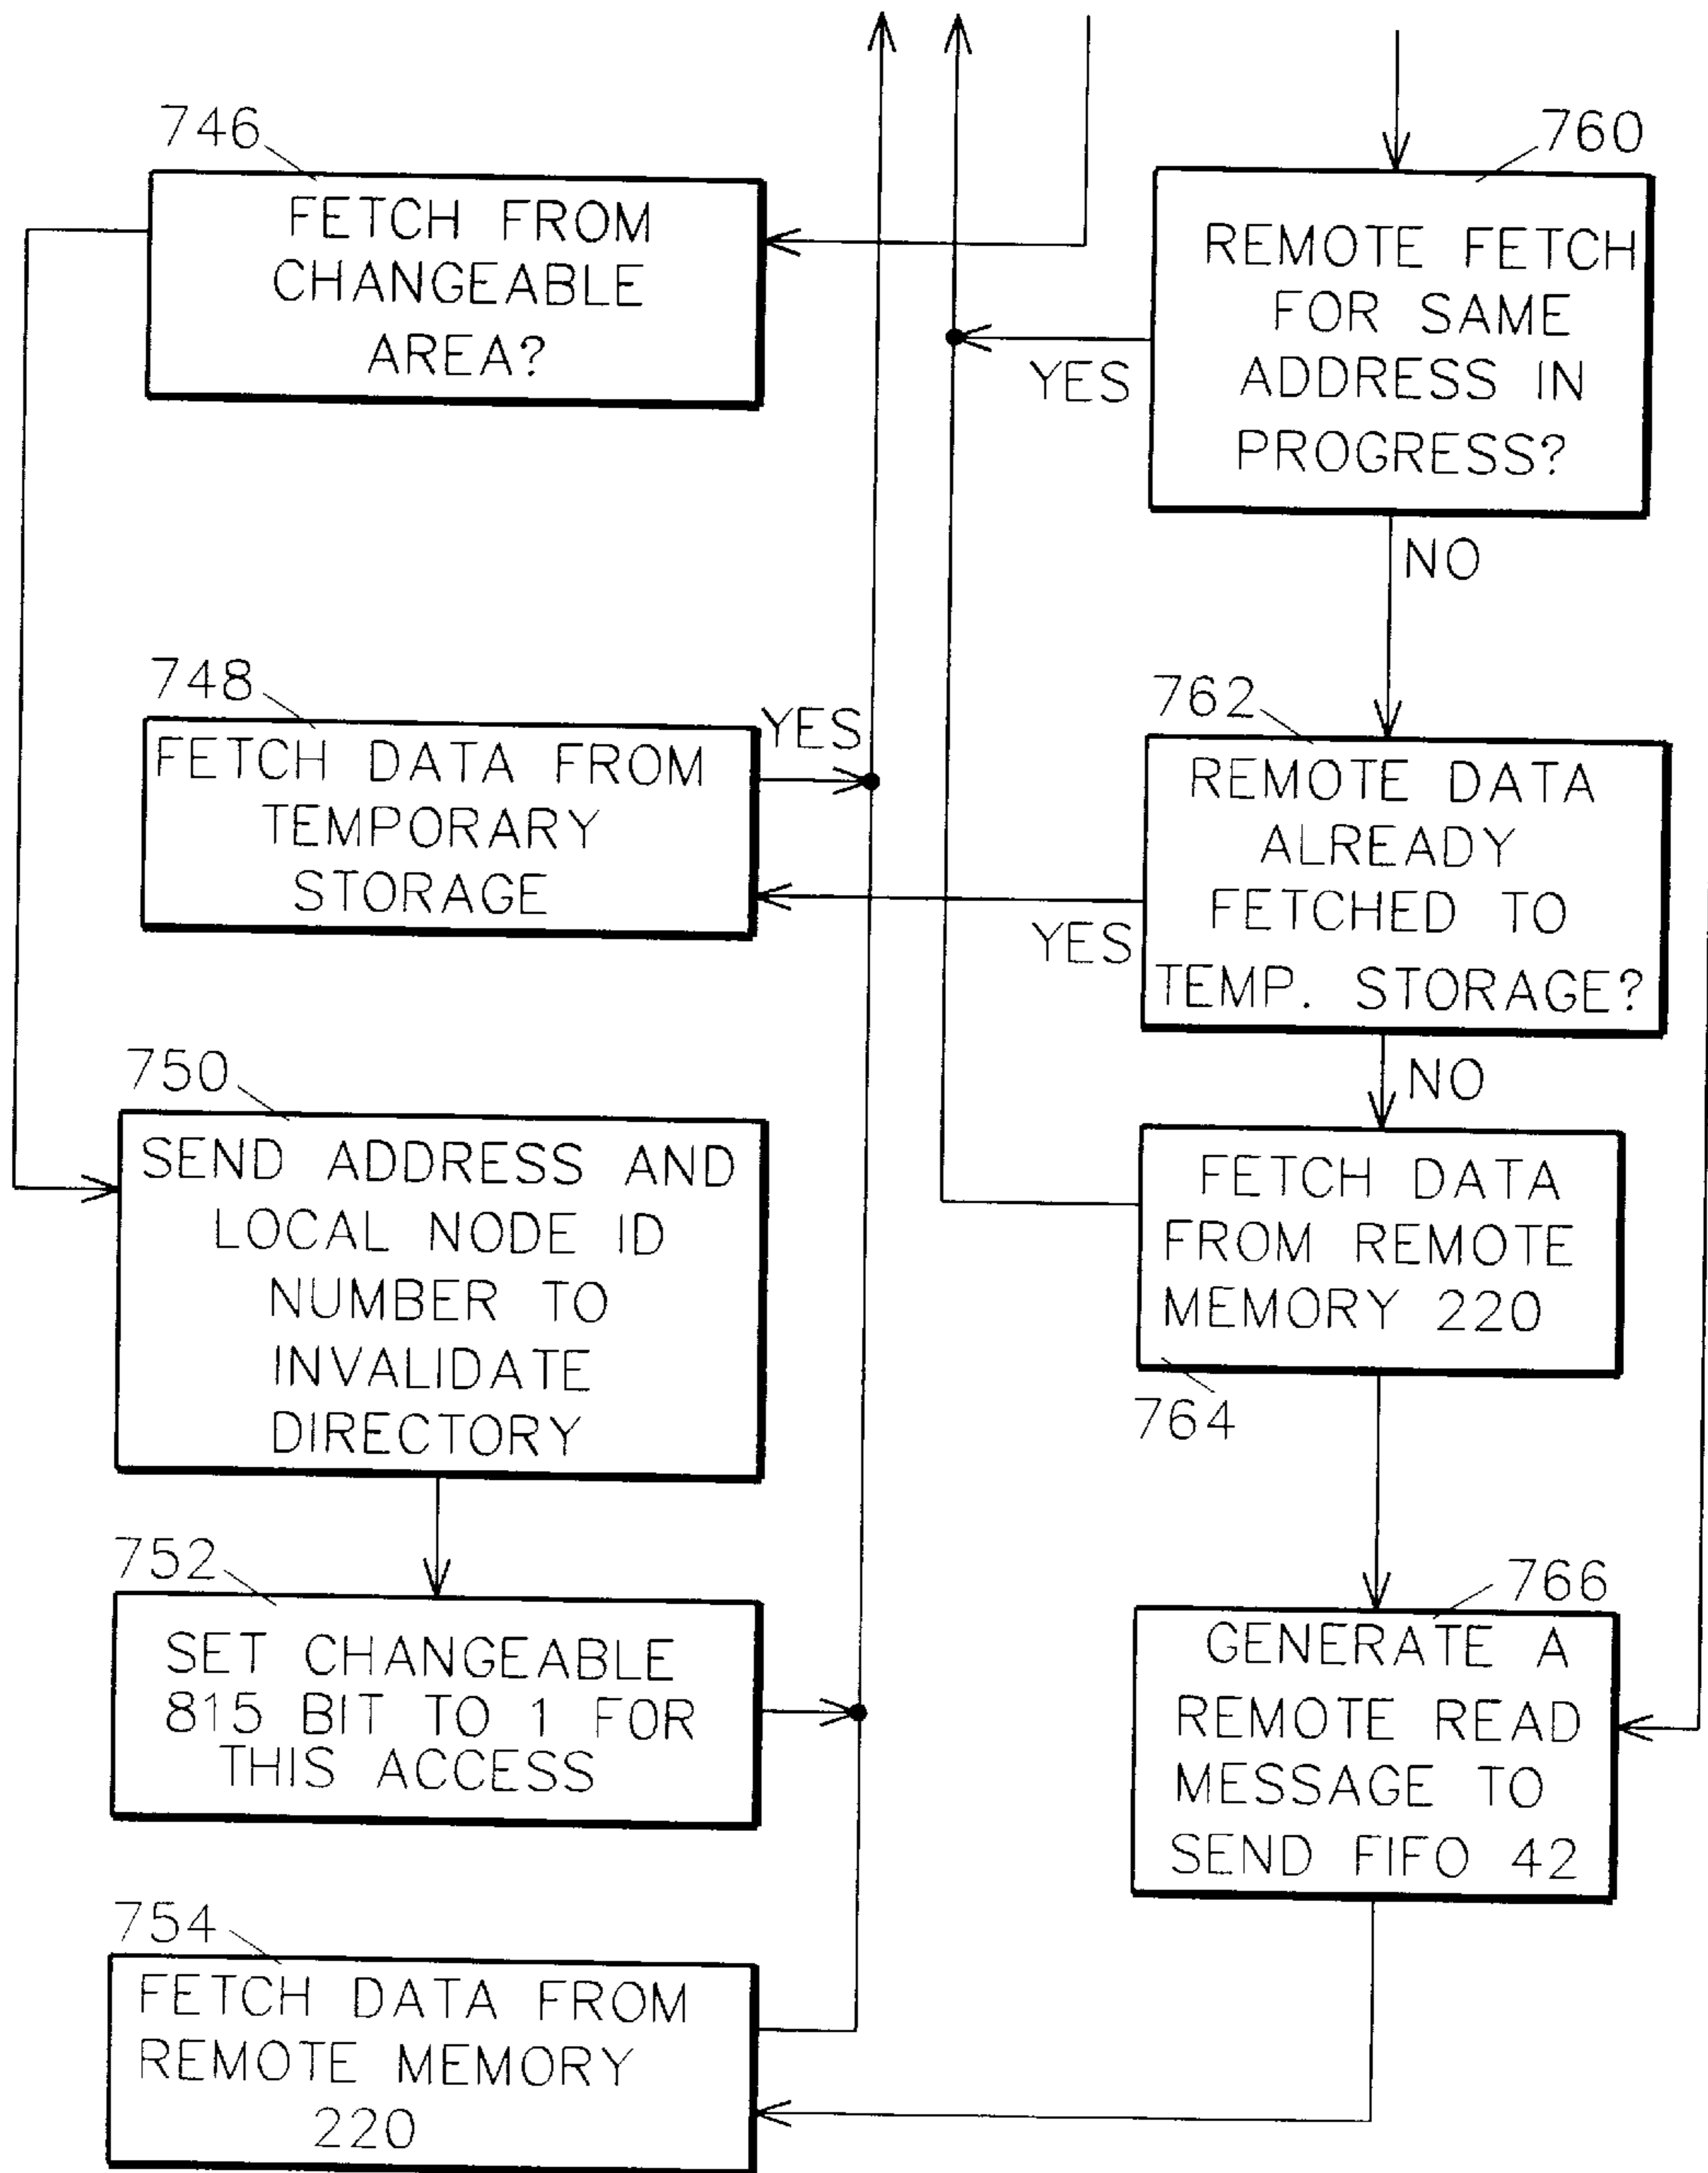 746
FETCH FROM
CHANGEABLE
AREA?
760
REMOTE FETCH
FOR SAME
ADDRESS IN
PROGRESS?
YES
NO
748
FETCH DATA FROM
TEMPORARY
STORAGE
YES
762
REMOTE DATA
ALREADY
FETCHED TO
TEMP. STORAGE?
YES
NO
750
SEND ADDRESS AND
LOCAL NODE ID
NUMBER TO
INVALIDATE
DIRECTORY
FETCH DATA
FROM REMOTE
MEMORY 220
764
752
SET CHANGEABLE
815 BIT TO 1 FOR
THIS ACCESS
766
GENERATE A
REMOTE READ
MESSAGE TO
SEND FIFO 42
754
FETCH DATA FROM
REMOTE MEMORY
220